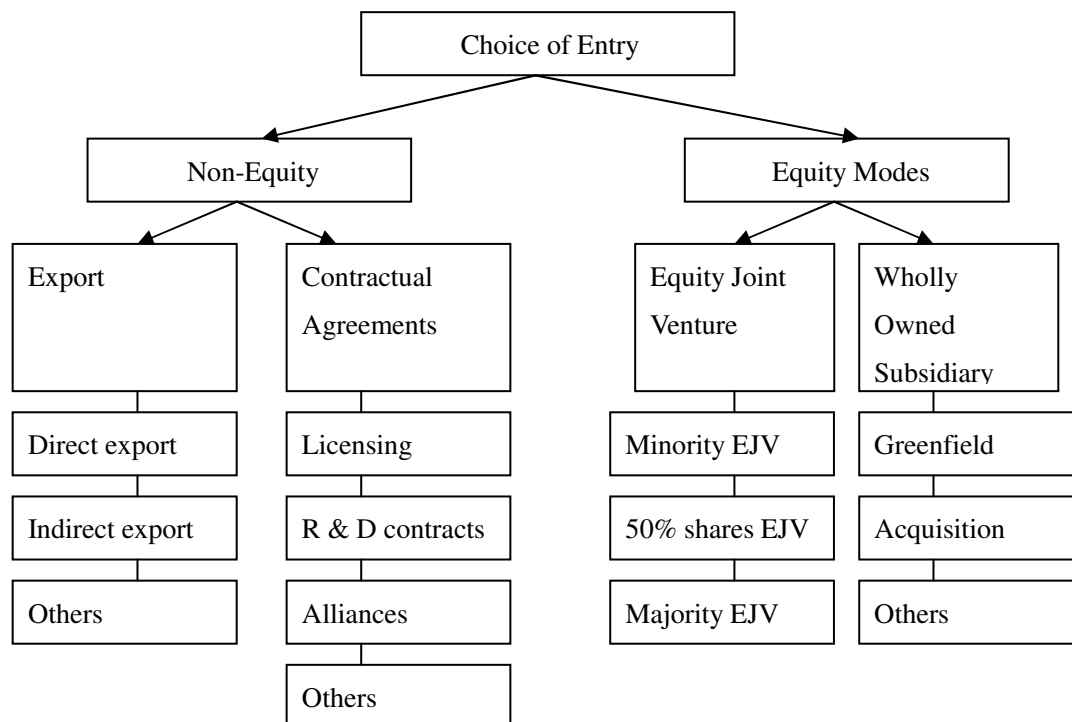 Choice of Entry
Non-Equity
Equity Modes
Export
Contractual
Agreements
Equity Joint
Venture
Wholly
Owned
Subsidiary
Direct export
Licensing
Minority EJV
Greenfield
Indirect export
R & D contracts
50% shares EJV
Acquisition
Others
Alliances
Majority EJV
Others
Others